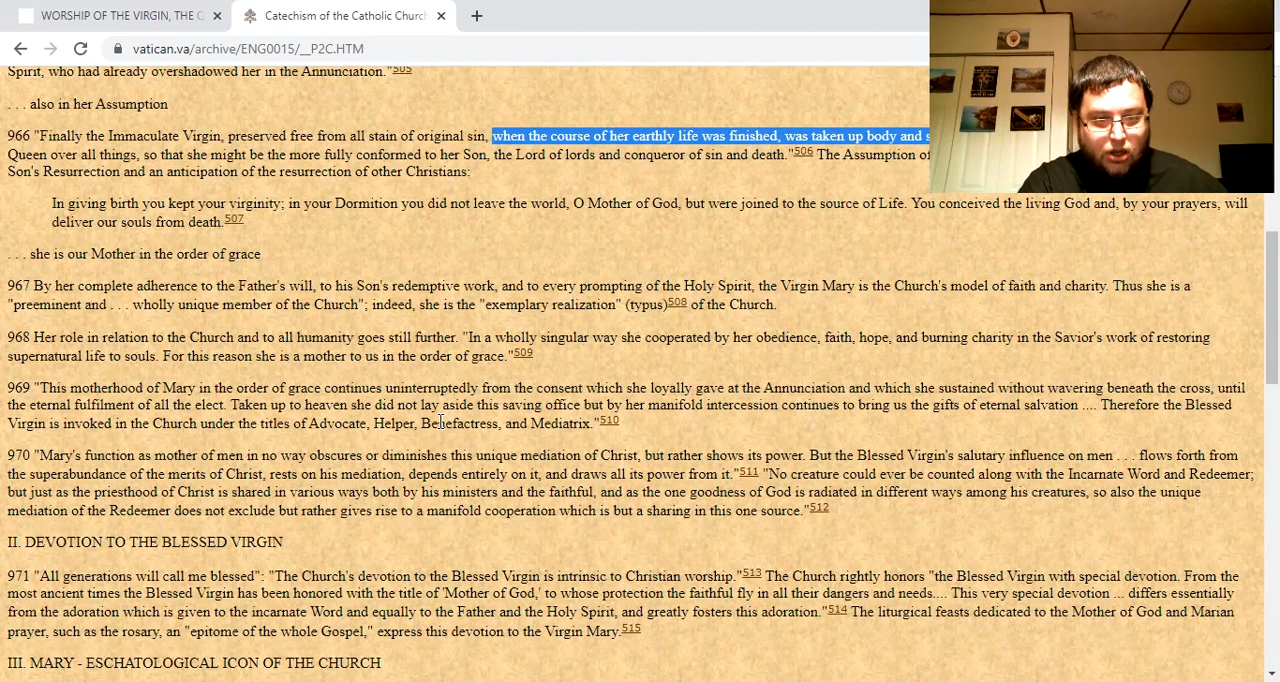 WORSHIP OF THE VIRGIN, THE
Catechism of the Catholic Church
vatican.va/archive/ENG0015/__P2C.HTM
Spirit, who had already overshadowed her in the Annunciation."505
. . . also in her Assumption
966 "Finally the Immaculate Virgin, preserved free from all stain of original sin, when the course of her earthly life was finished, was taken up body and
Queen over all things, so that she might be the more fully conformed to her Son, the Lord of lords and conqueror of sin and death."506 The Assumption of
Son's Resurrection and an anticipation of the resurrection of other Christians:
In giving birth you kept your virginity; in your Dormition you did not leave the world, O Mother of God, but were joined to the source of Life. You conceived the living God and, by your prayers, will
deliver our souls from death.507
. . . she is our Mother in the order of grace
967 By her complete adherence to the Father's will, to his Son's redemptive work, and to every prompting of the Holy Spirit, the Virgin Mary is the Church's model of faith and charity. Thus she is a
"preeminent and . . . wholly unique member of the Church"; indeed, she is the "exemplary realization" (typus)508 of the Church.
968 Her role in relation to the Church and to all humanity goes still further. "In a wholly singular way she cooperated by her obedience, faith, hope, and burning charity in the Savior's work of restoring
supernatural life to souls. For this reason she is a mother to us in the order of grace."509
969 "This motherhood of Mary in the order of grace continues uninterruptedly from the consent which she loyally gave at the Annunciation and which she sustained without wavering beneath the cross, until
the eternal fulfilment of all the elect. Taken up to heaven she did not lay aside this saving office but by her manifold intercession continues to bring us the gifts of eternal salvation .... Therefore the Blessed
Virgin is invoked in the Church under the titles of Advocate, Helper, Benefactress, and Mediatrix."510
970 "Mary's function as mother of men in no way obscures or diminishes this unique mediation of Christ, but rather shows its power. But the Blessed Virgin's salutary influence on men . . . flows forth from
the superabundance of the merits of Christ, rests on his mediation, depends entirely on it, and draws all its power from it."511 "No creature could ever be counted along with the Incarnate Word and Redeemer;
but just as the priesthood of Christ is shared in various ways both by his ministers and the faithful, and as the one goodness of God is radiated in different ways among his creatures, so also the unique
mediation of the Redeemer does not exclude but rather gives rise to a manifold cooperation which is but a sharing in this one source."512
II. DEVOTION TO THE BLESSED VIRGIN
971 "All generations will call me blessed": "The Church's devotion to the Blessed Virgin is intrinsic to Christian worship."513 The Church rightly honors "the Blessed Virgin with special devotion. From the
most ancient times the Blessed Virgin has been honored with the title of 'Mother of God,' to whose protection the faithful fly in all their dangers and needs.... This very special devotion ... differs essentially
from the adoration which is given to the incarnate Word and equally to the Father and the Holy Spirit, and greatly fosters this adoration."514 The liturgical feasts dedicated to the Mother of God and Marian
prayer, such as the rosary, an "epitome of the whole Gospel," express this devotion to the Virgin Mary.515
III. MARY - ESCHATOLOGICAL ICON OF THE CHURCH